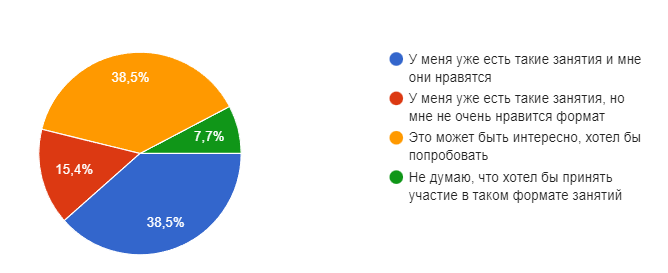 38,5%
7,7%
15,4%
38,5%
У меня уже есть такие занятия и мне
они нравятся
У меня уже есть такие занятия, но
мне не очень нравится формат
Это может быть интересно, хотел бы
попробовать
Не думаю, что хотел бы принять
участие в таком формате занятий